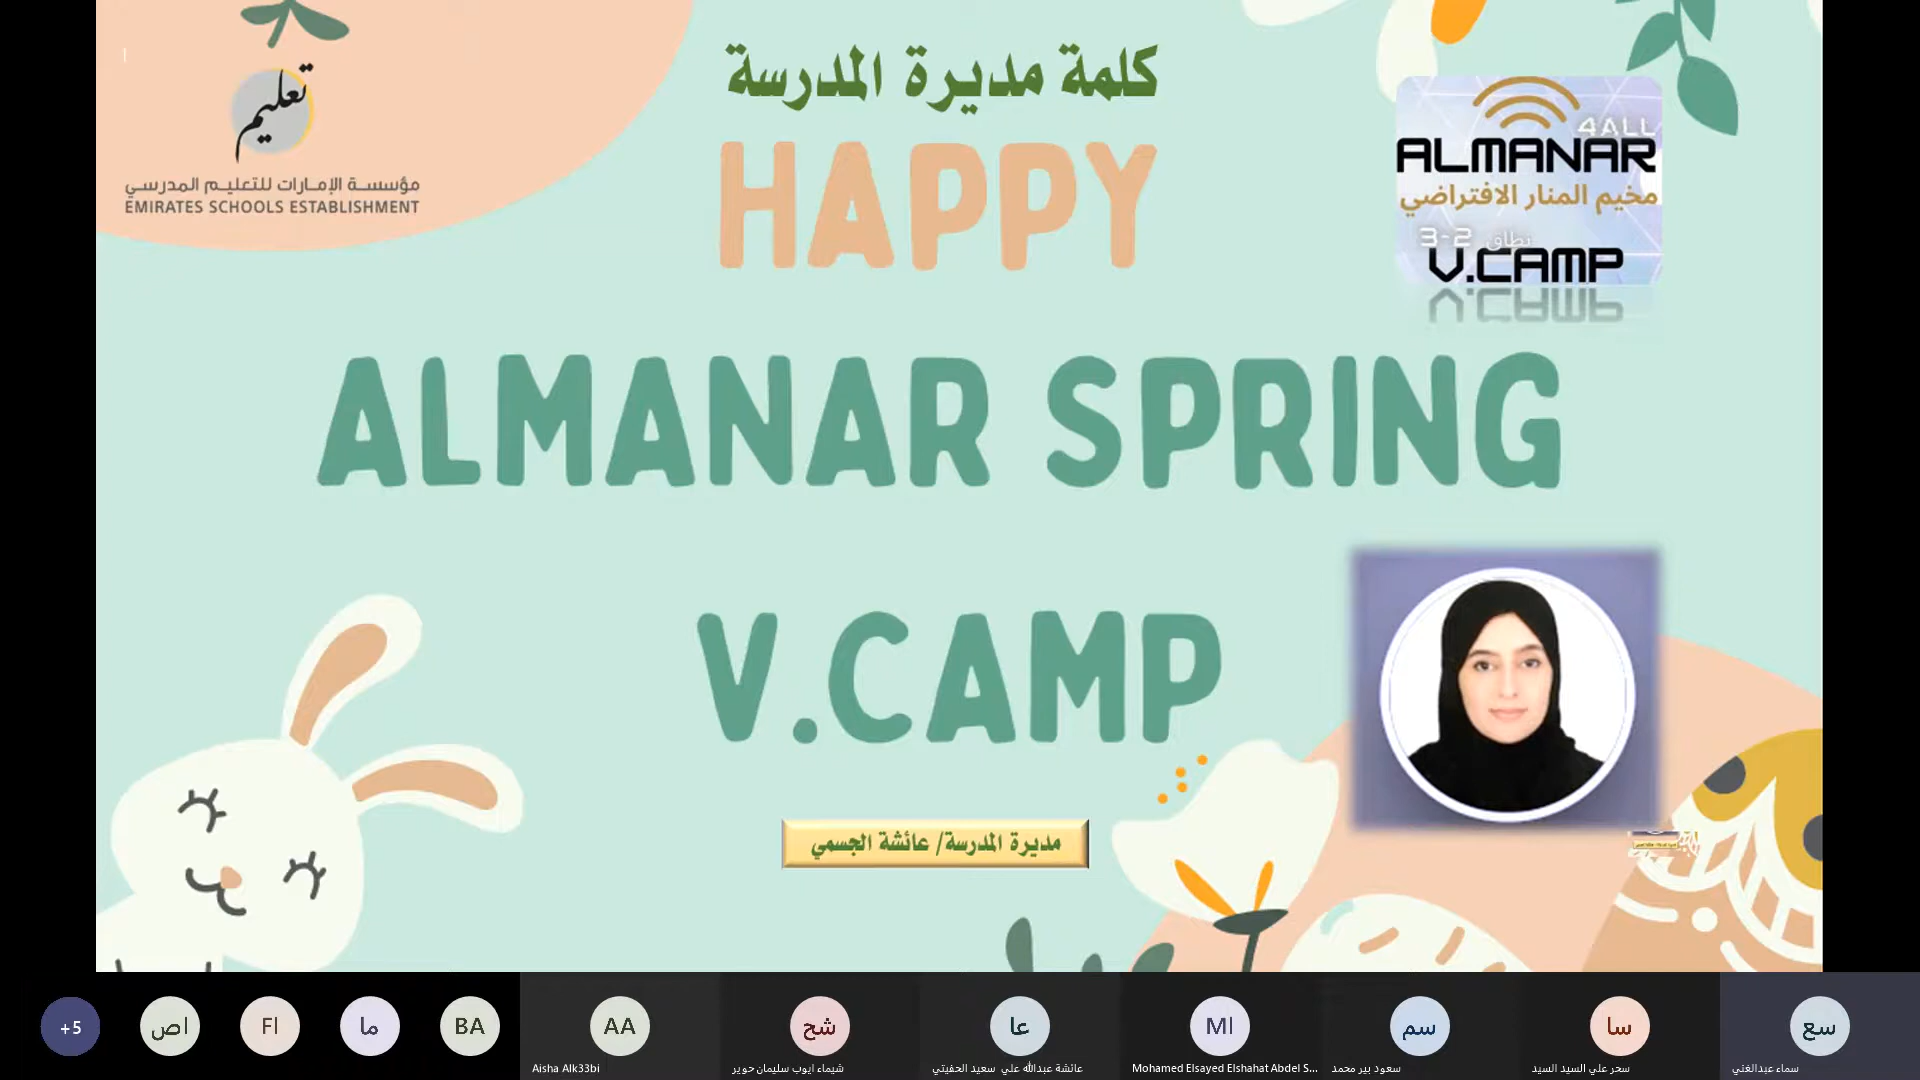 كلمة مديرة المدرسة
تعليم
مؤسسة الإمارات للتعليم المدرسي
EMIRATES SCHOOLS ESTABLISHMENT
4ALL
ALMANAR
مخيم المنار الافتراضي
نطاق 2-3
V.CAMP
HAPPY
ALMANAR SPRING
V.CAMP
مديرة المدرسة/ عائشة الجسمي
+5
اص
FI
ما
BA
AA
شح
عا
MI
سم
سا
سع
Aisha Alk33bi
شيماء ايوب سليمان حوير
عائشة عبدالله علي سعيد الحفيتي
Mohamed Elsayed Elshahat Abdel S...
سعود بير محمد
سحر علي السيد السيد
سماء عبدالغني